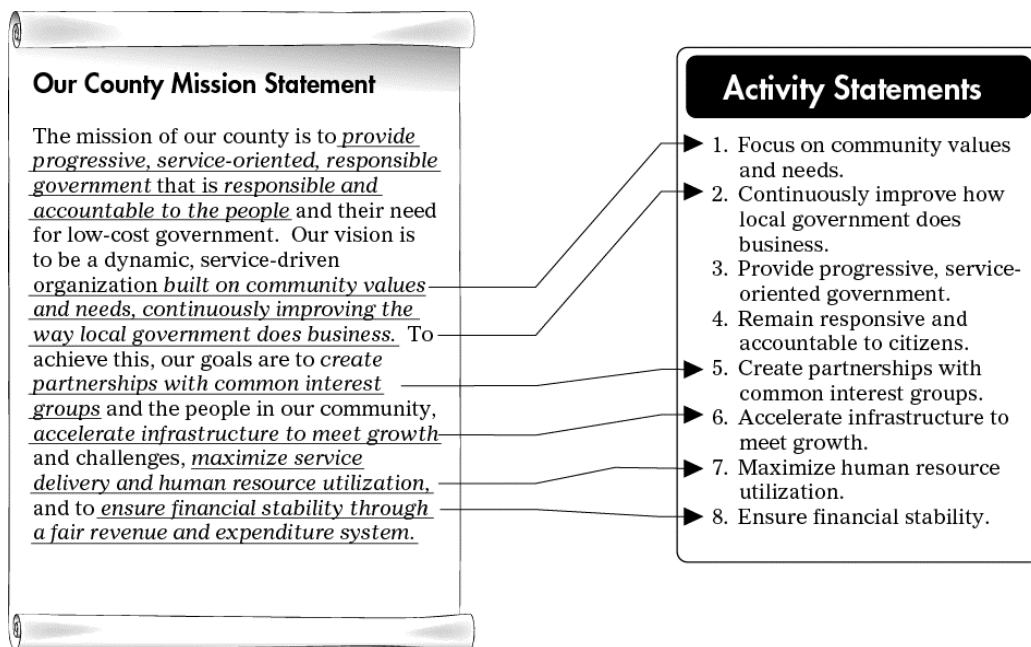 Our County Mission Statement
The mission of our county is to provide
progressive, service-oriented, responsible
government that is responsible and
accountable to the people and their need
for low-cost government. Our vision is
to be a dynamic, service-driven
organization built on community values
and needs, continuously improving the
way local government does business. To
achieve this, our goals are to create
partnerships with common interest
groups and the people in our community,
accelerate infrastructure to meet growth
and challenges, maximize service
delivery and human resource utilization,
and to ensure financial stability through
a fair revenue and expenditure system.
Activity Statements
1. Focus on community values
and needs.
2. Continuously improve how
local government does
business.
3. Provide progressive, service-
oriented government.
4. Remain responsive and
accountable to citizens.
5. Create partnerships with
common interest groups.
6. Accelerate infrastructure to
meet growth.
7. Maximize human resource
utilization.
8. Ensure financial stability.